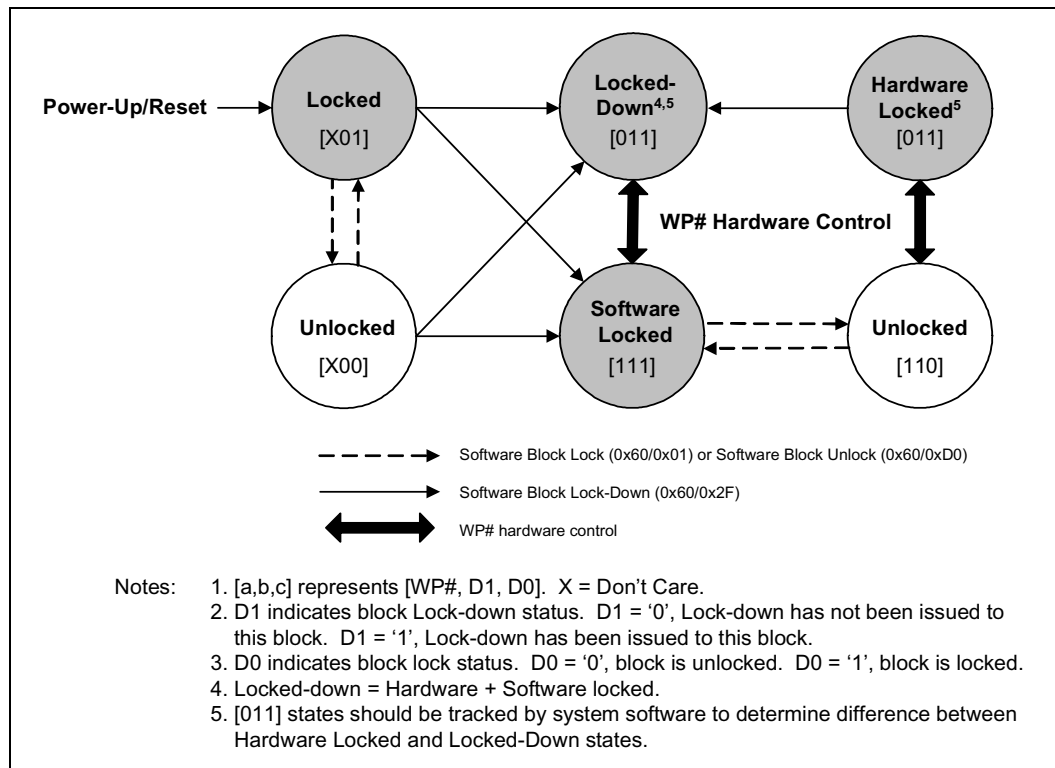 Power-Up/Reset
Locked
[X01]
Locked-
Down4,5
[011]
Hardware
Locked5
[011]
WP# Hardware Control
Unlocked
[X00]
Software
Locked
[111]
Unlocked
[110]
Software Block Lock (0x60/0x01) or Software Block Unlock (0x60/0xD0)
Software Block Lock-Down (0x60/0x2F)
WP# hardware control
Notes: 1. [a,b,c] represents [WP#, D1, D0].  X = Don't Care.
2. D1 indicates block Lock-down status.  D1 = ‘0’, Lock-down has not been issued to
this block.  D1 = ‘1’, Lock-down has been issued to this block.
3. D0 indicates block lock status.  D0 = ‘0’, block is unlocked.  D0 = ‘1’, block is locked.
4. Locked-down = Hardware + Software locked.
5. [011] states should be tracked by system software to determine difference between
Hardware Locked and Locked-Down states.